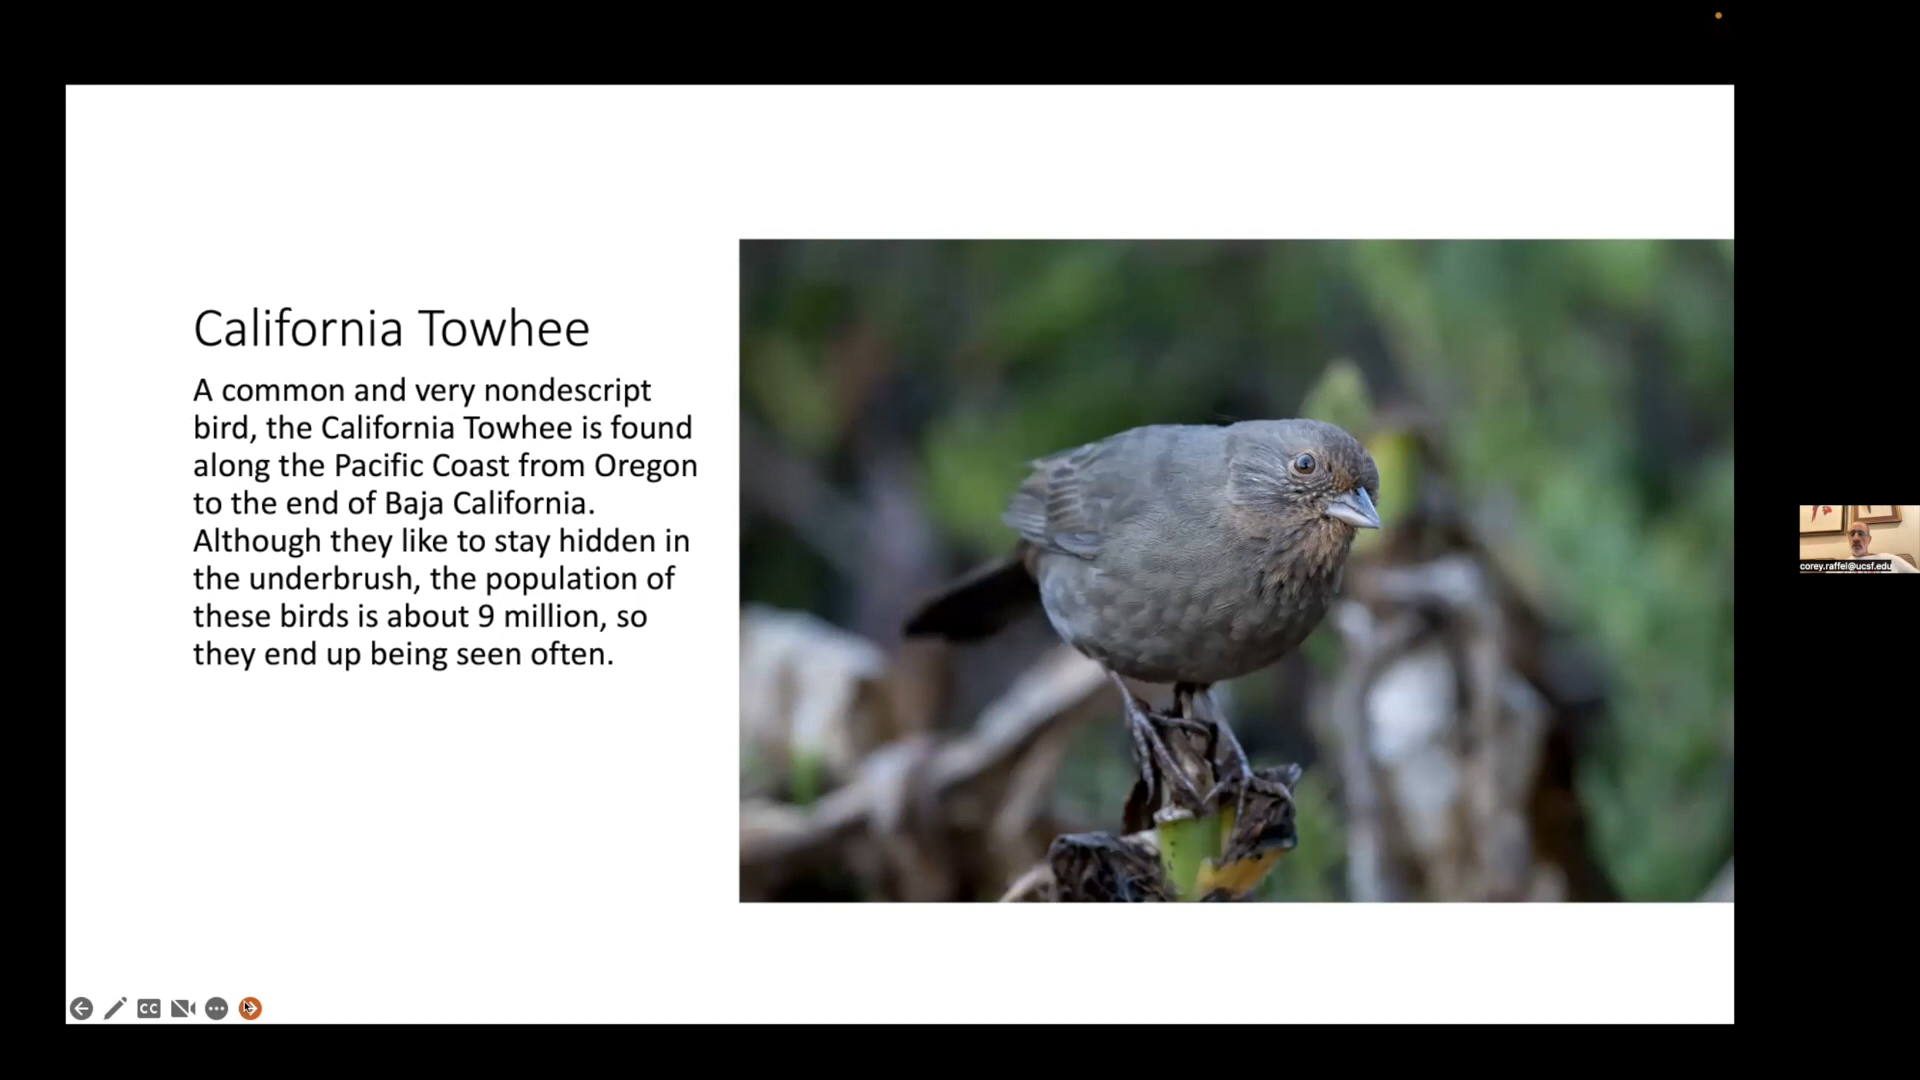 California Towhee
A common and very nondescript
bird, the California Towhee is found
along the Pacific Coast from Oregon
to the end of Baja California.
Although they like to stay hidden in
the underbrush, the population of
these birds is about 9 million, so
they end up being seen often.
corey.raffel@ucsf.edu
CC